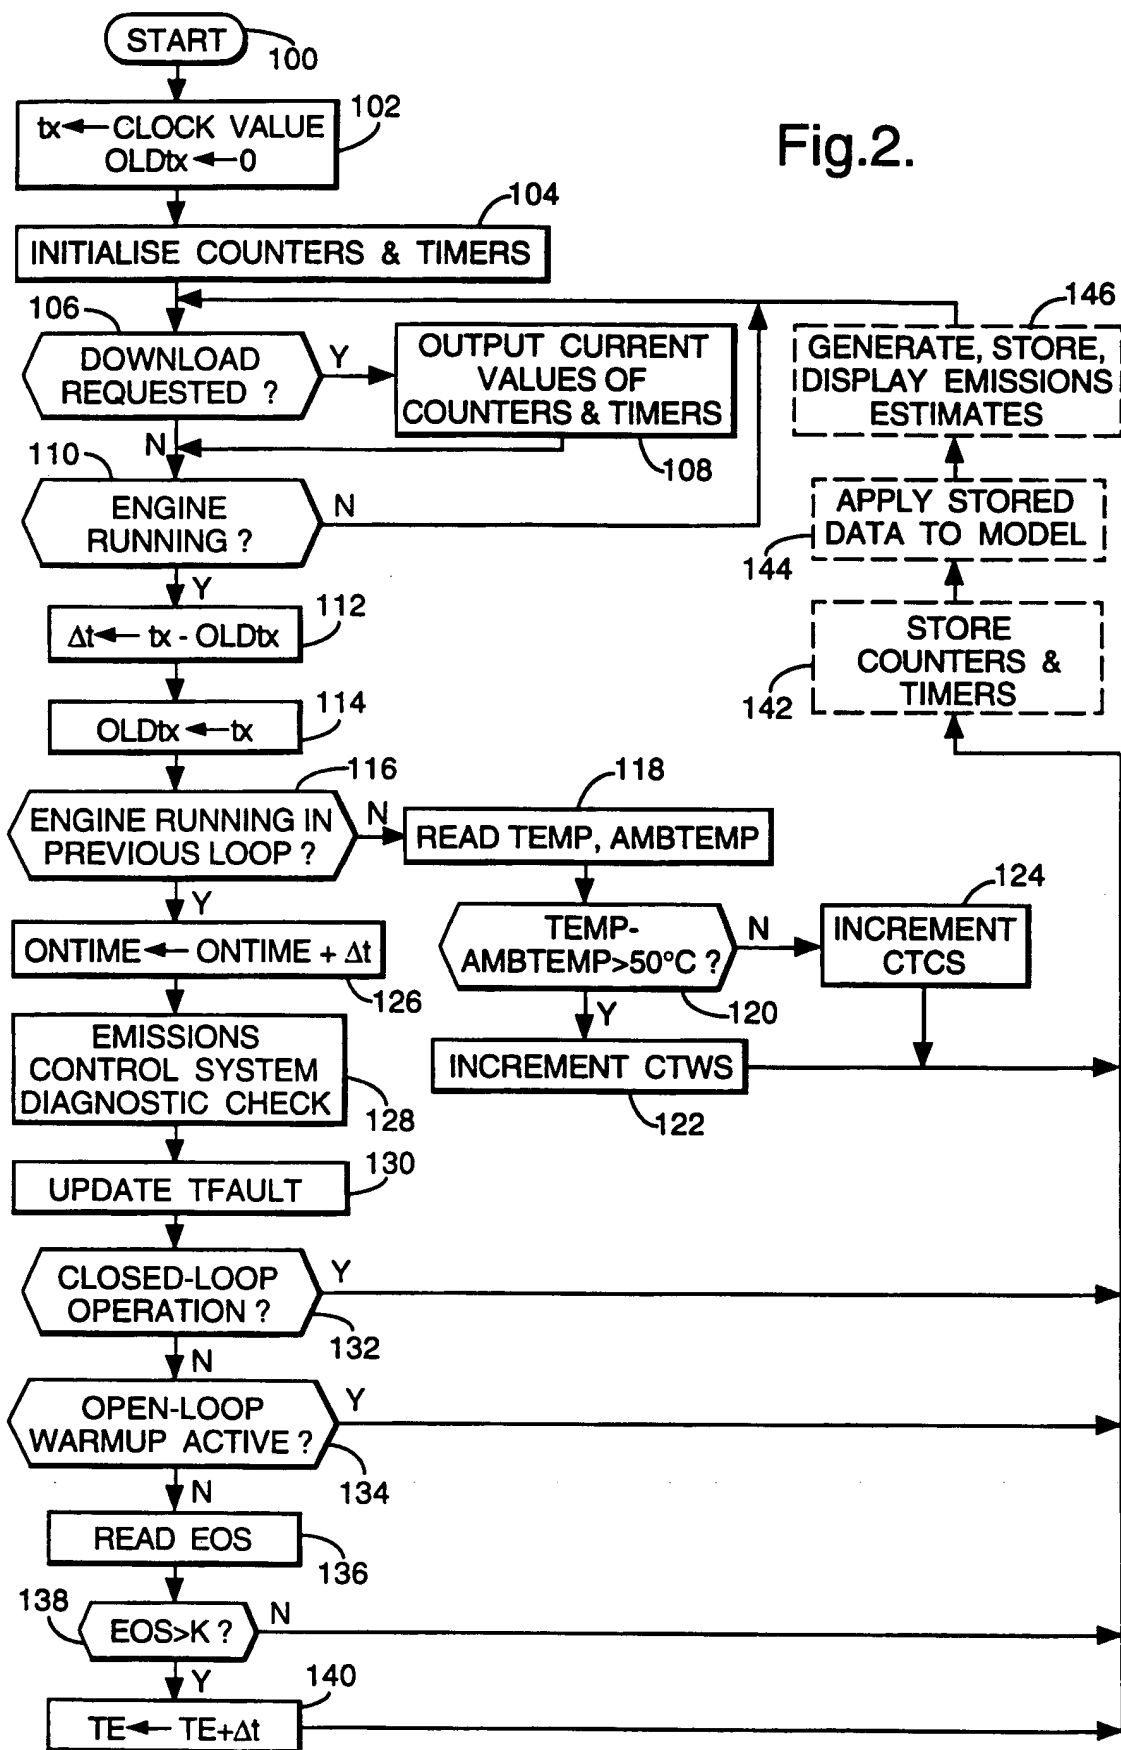 START
100
tx ← CLOCK VALUE
OLDtx ← 0
102
Fig.2.
104
INITIALISE COUNTERS & TIMERS
106
DOWNLOAD
REQUESTED ?
Y
N
OUTPUT CURRENT
VALUES OF
COUNTERS & TIMERS
108
146
GENERATE, STORE,
DISPLAY EMISSIONS
ESTIMATES
110
ENGINE
RUNNING ?
N
Y
APPLY STORED
DATA TO MODEL
144
112
Δt ← tx - OLDtx
STORE
COUNTERS &
TIMERS
142
114
OLDtx ← tx
116
ENGINE RUNNING IN
PREVIOUS LOOP ?
N
Y
118
READ TEMP, AMBTEMP
TEMP-
AMBTEMP>50°C ?
N
120
Y
124
INCREMENT
CTCS
INCREMENT CTWS
122
ONTIME ← ONTIME + Δt
126
EMISSIONS
CONTROL SYSTEM
DIAGNOSTIC CHECK
128
130
UPDATE TFAULT
CLOSED-LOOP
OPERATION ?
Y
132
N
OPEN-LOOP
WARMUP ACTIVE ?
Y
134
N
READ EOS
136
138
EOS>K ?
N
Y
140
TE ← TE+Δt